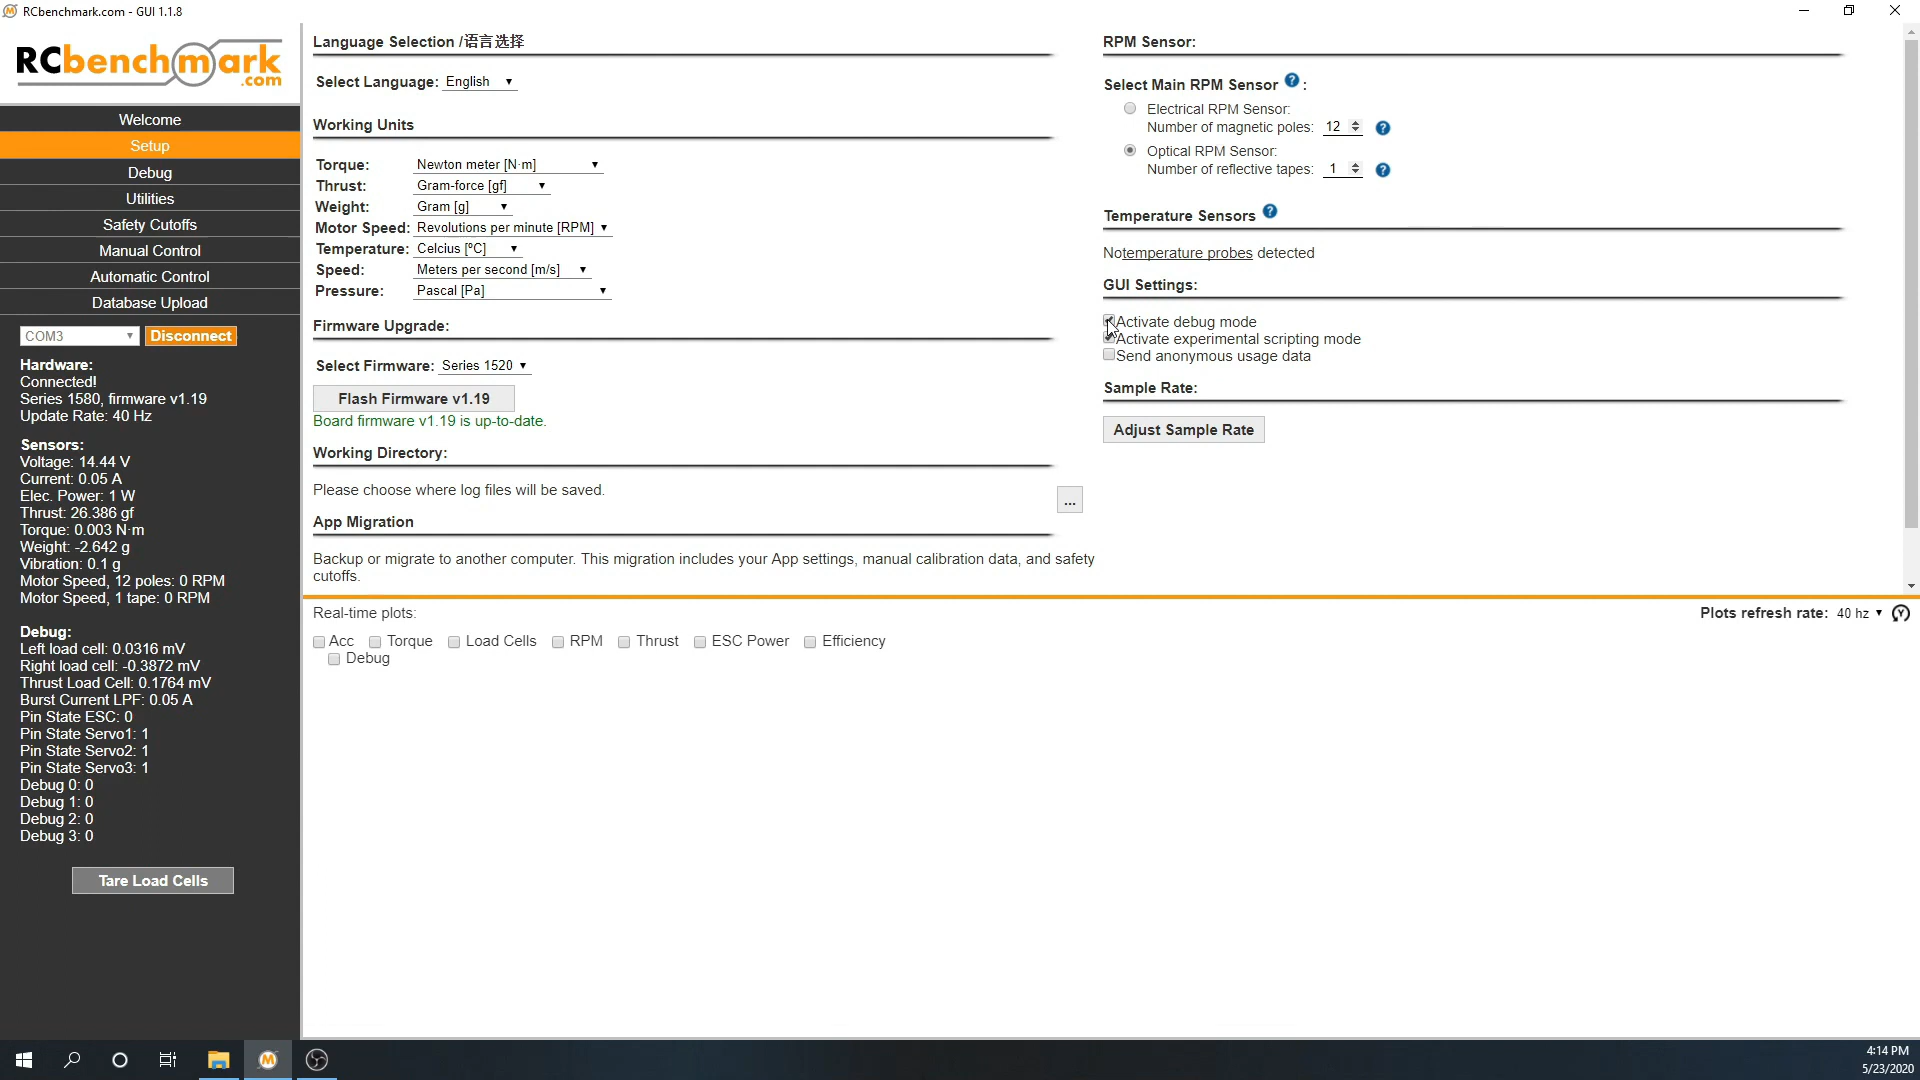 RCbenchmark.com - GUI 1.1.8
RCbenchmark
.com
Welcome
Setup
Debug
Utilities
Safety Cutoffs
Manual Control
Automatic Control
Database Upload
COM3
Disconnect
Hardware:
Connected!
Series 1580, firmware v1.19
Update Rate: 40 Hz
Sensors:
Voltage: 14.44 V
Current: 0.05 A
Elec. Power: 1 W
Thrust: 26.386 gf
Torque: 0.003 N·m
Weight: -2.642 g
Vibration: 0.1 g
Motor Speed, 12 poles: 0 RPM
Motor Speed, 1 tape: 0 RPM
Debug:
Left load cell: 0.0316 mV
Right load cell: -0.3872 mV
Thrust Load Cell: 0.1764 mV
Burst Current LPF: 0.05 A
Pin State ESC: 0
Pin State Servo1: 1
Pin State Servo2: 1
Pin State Servo3: 1
Debug 0: 0
Debug 1: 0
Debug 2: 0
Debug 3: 0
Tare Load Cells
Language Selection /语言选择
Select Language: English
Working Units
Torque: Newton meter [N·m]
Thrust: Gram-force [gf]
Weight: Gram [g]
Motor Speed: Revolutions per minute [RPM]
Temperature: Celcius [ºC]
Speed: Meters per second [m/s]
Pressure: Pascal [Pa]
Firmware Upgrade:
Select Firmware: Series 1520
Flash Firmware v1.19
Board firmware v1.19 is up-to-date.
Working Directory:
Please choose where log files will be saved.
...
App Migration
Backup or migrate to another computer. This migration includes your App settings, manual calibration data, and safety
cutoffs.
RPM Sensor:
Select Main RPM Sensor ? :
Electrical RPM Sensor:
Number of magnetic poles: 12 ?
Optical RPM Sensor:
Number of reflective tapes: 1 ?
Temperature Sensors ?
Notemperature probes detected
GUI Settings:
Activate debug mode
Activate experimental scripting mode
Send anonymous usage data
Sample Rate:
Adjust Sample Rate
Real-time plots:
Plots refresh rate: 40 hz
Acc Torque Load Cells RPM Thrust ESC Power Efficiency
Debug
4:14 PM
5/23/2020